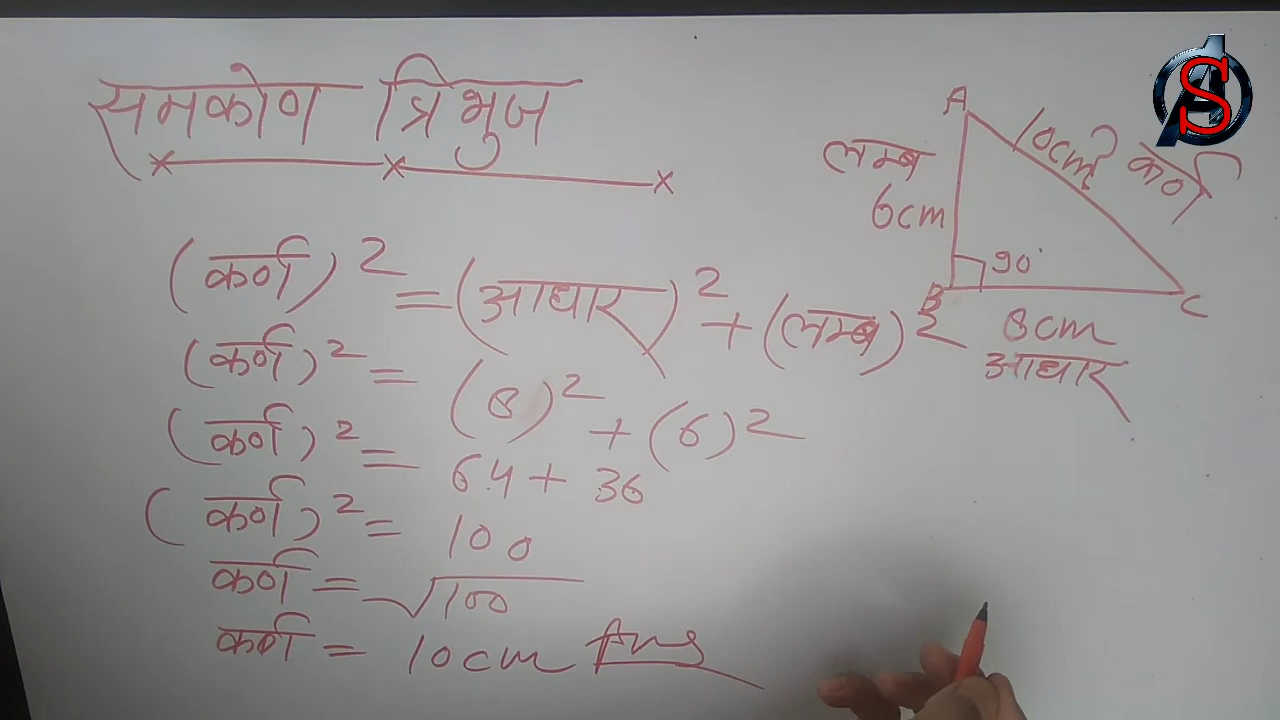 समकोण त्रिभुज
(कर्ण)² = (आधार)² + (लम्ब)²
(कर्ण)² = (8)² + (6)²
(कर्ण)² = 64 + 36
(कर्ण)² = 100
कर्ण = √100
कर्ण = 10cm Ans
A
लम्ब
6cm
10cm?
कर्ण
90°
B
C
8cm
आधार
AS